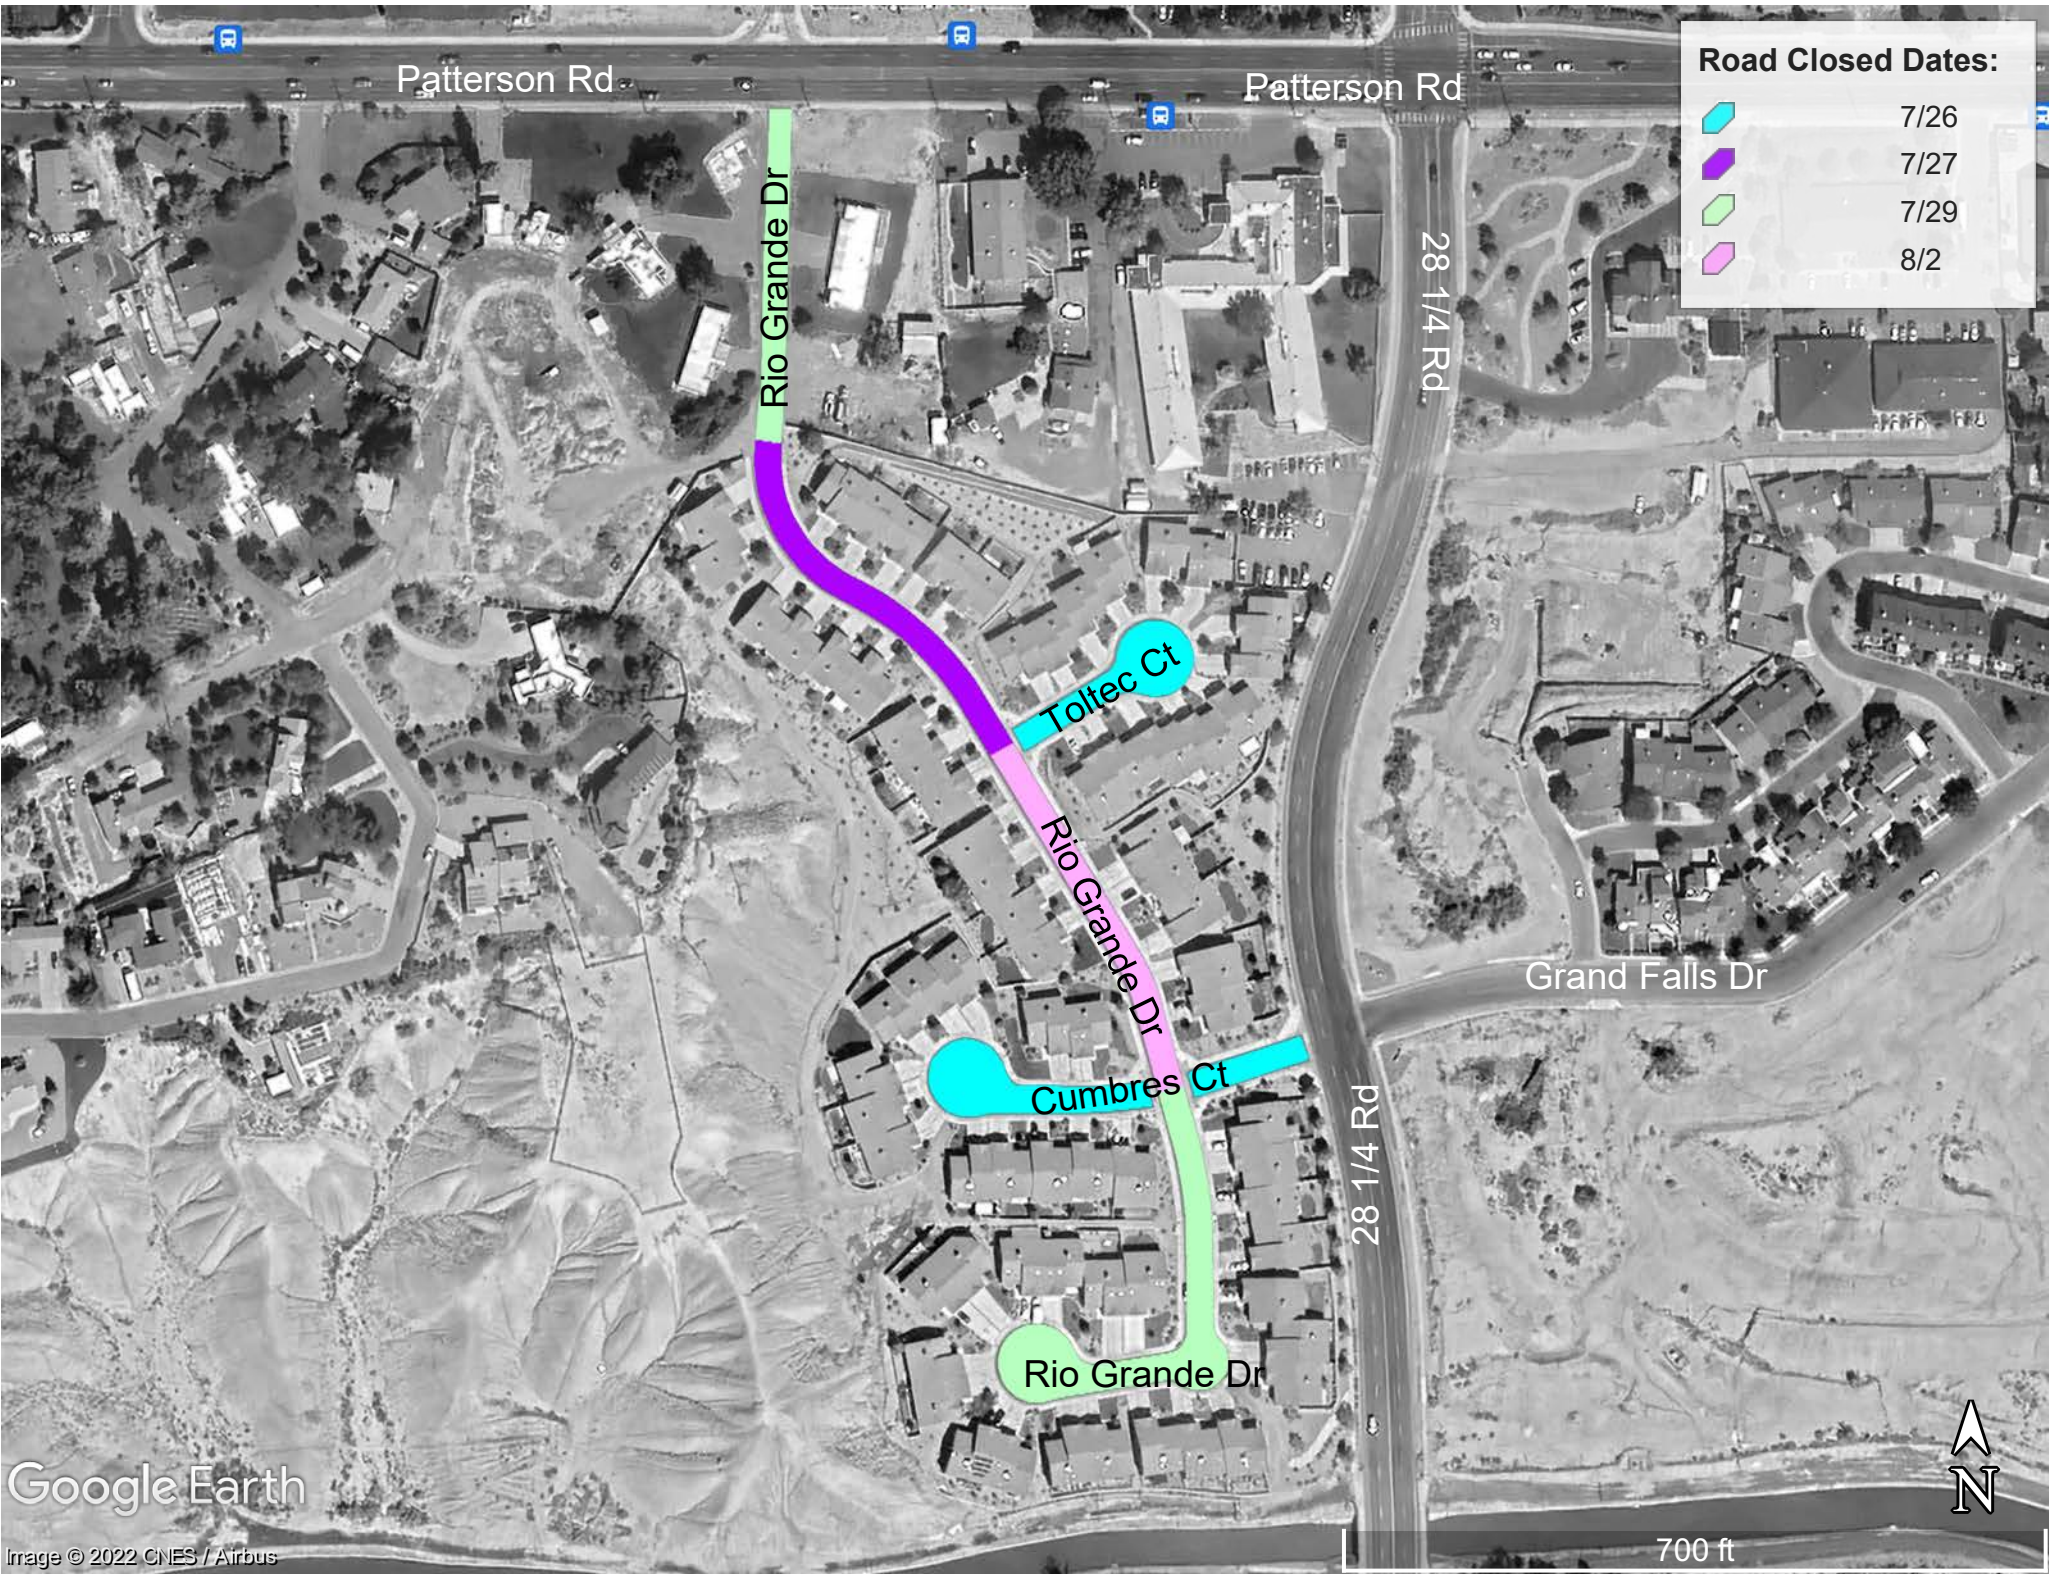 Patterson Rd
Patterson Rd
Road Closed Dates:
7/26
7/27
7/29
8/2
Rio Grande Dr
28 1/4 Rd
Toltec Ct
Rio Grande Dr
Grand Falls Dr
Cumbres Ct
28 1/4 Rd
Rio Grande Dr
N
Google Earth
700 ft
Image © 2022 CNES / Airbus